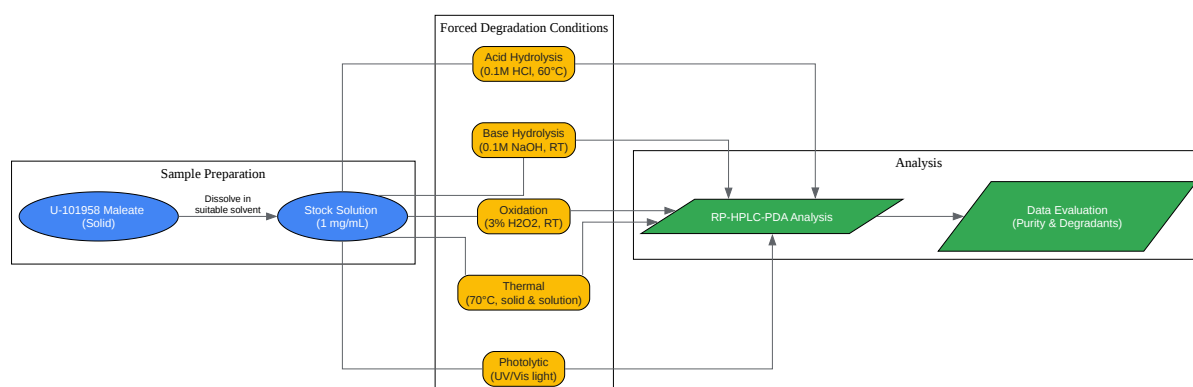 Forced Degradation Conditions
Acid Hydrolysis
(0.1M HCl, 60°C)
Base Hydrolysis
(0.1M NaOH, RT)
Sample Preparation
Analysis
U-101958 Maleate
(Solid)
Dissolve in
suitable solvent
Stock Solution
(1 mg/mL)
Oxidation
(3% H2O2, RT)
RP-HPLC-PDA Analysis
Data Evaluation
(Purity & Degradants)
Thermal
(70°C, solid & solution)
Photolytic
(UV/Vis light)